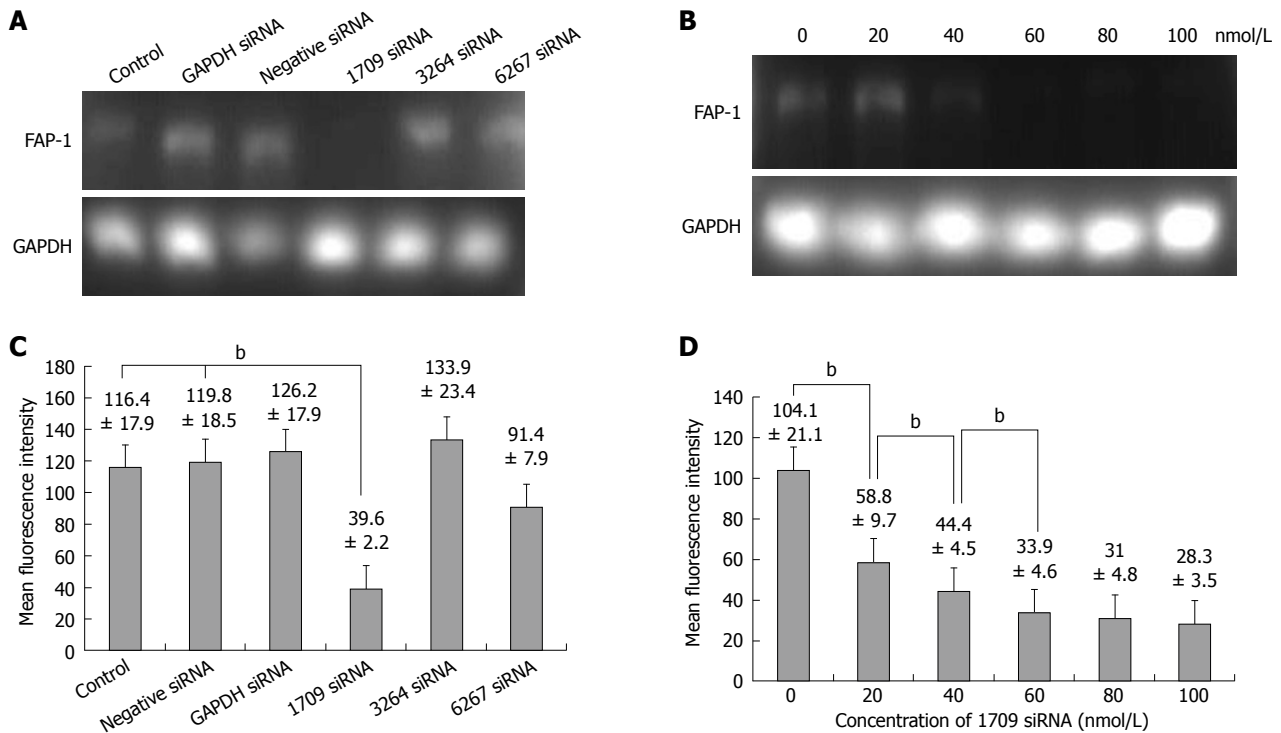 A
Control
GAPDH siRNA
Negative siRNA
1709 siRNA
3264 siRNA
6267 siRNA
FAP-1
GAPDH
B
0 20 40 60 80 100 nmol/L
FAP-1
GAPDH
C
b
Mean fluorescence intensity
180
160
140
120
100
80
60
40
20
0
116.4
± 17.9
119.8
± 18.5
126.2
± 17.9
39.6
± 2.2
133.9
± 23.4
91.4
± 7.9
Control
Negative siRNA
GAPDH siRNA
1709 siRNA
3264 siRNA
6267 siRNA
D
b
b
b
Mean fluorescence intensity
140
120
100
80
60
40
20
0
104.1
± 21.1
58.8
± 9.7
44.4
± 4.5
33.9
± 4.6
31
± 4.8
28.3
± 3.5
0 20 40 60 80 100
Concentration of 1709 siRNA (nmol/L)